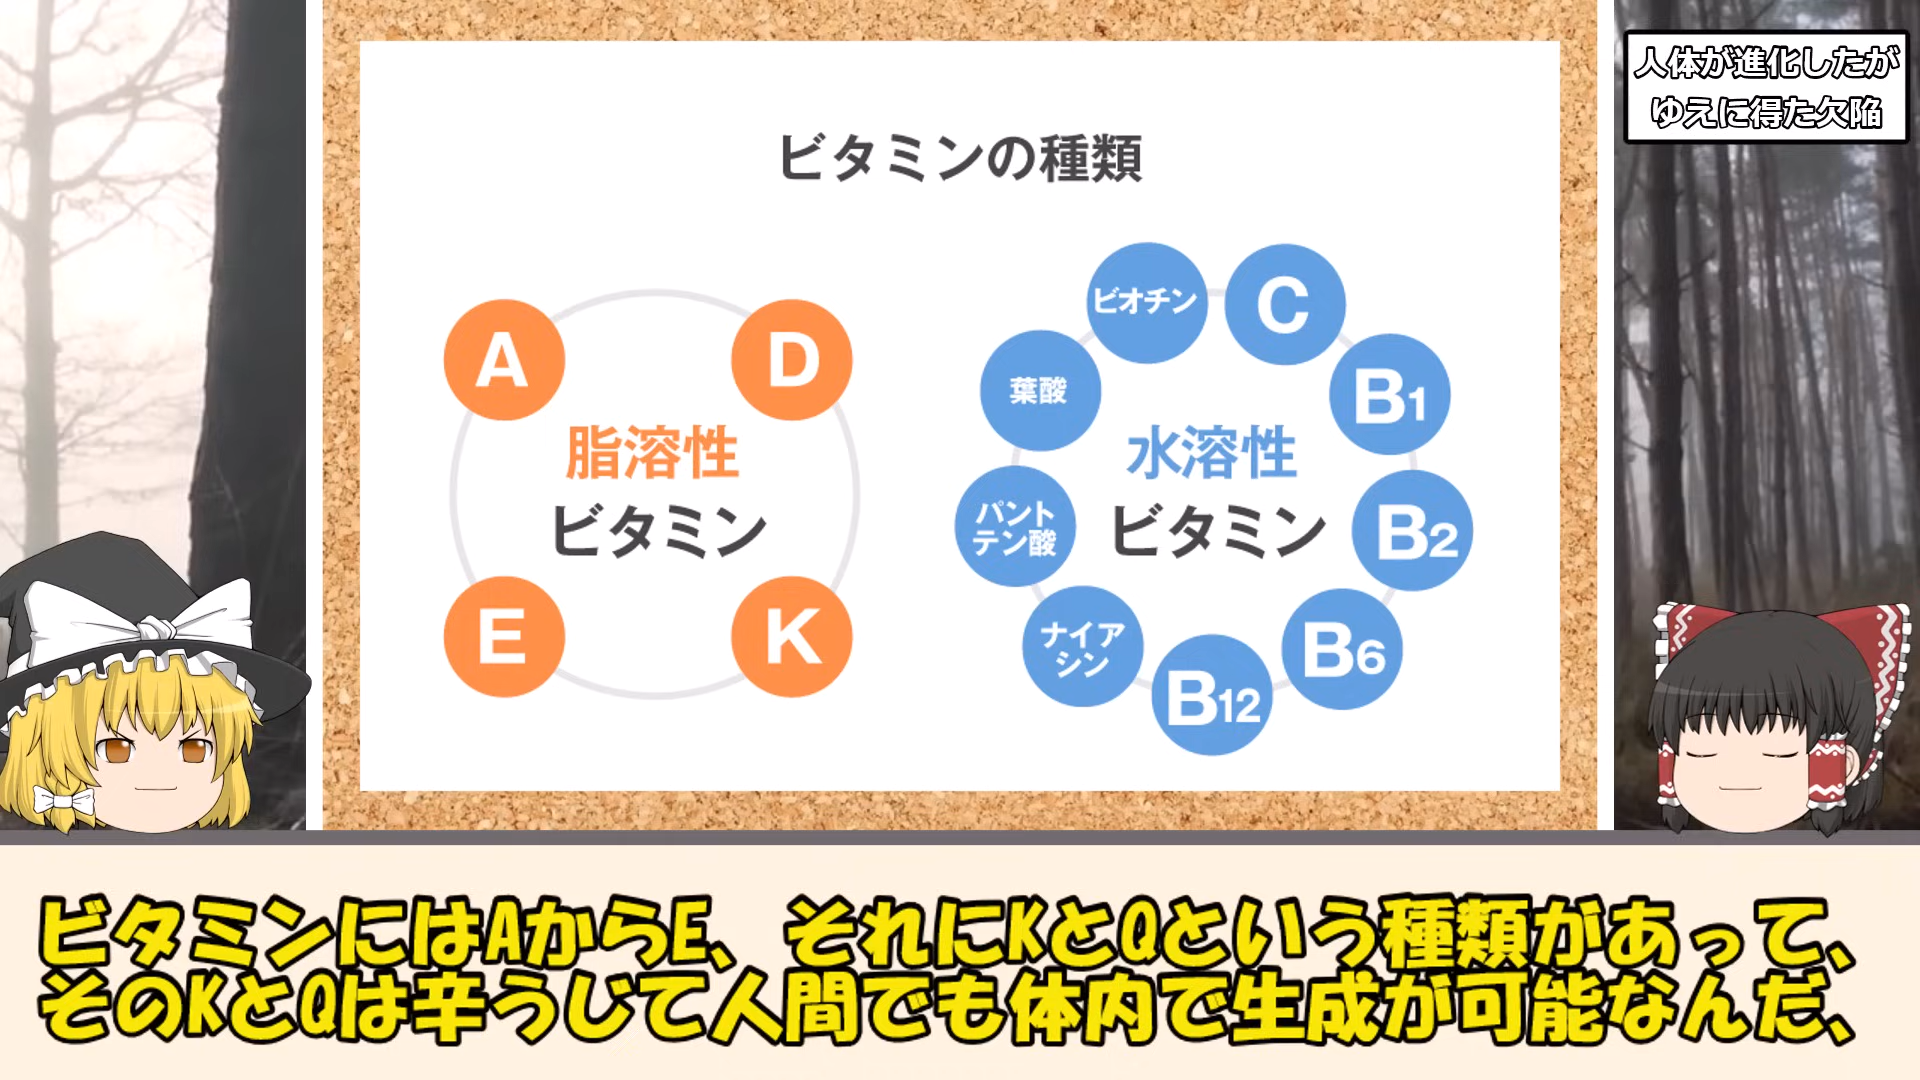 人体が進化したが
ゆえに得た欠陥
ビタミンの種類
A
D
脂溶性
ビタミン
E
K
ビオチン
C
葉酸
B1
水溶性
ビタミン
パント
テン酸
B2
ナイア
シン
B6
B12
ビタミンにはAからE、それにKとQという種類があって、
そのKとQは辛うじて人間でも体内で生成が可能なんだ、